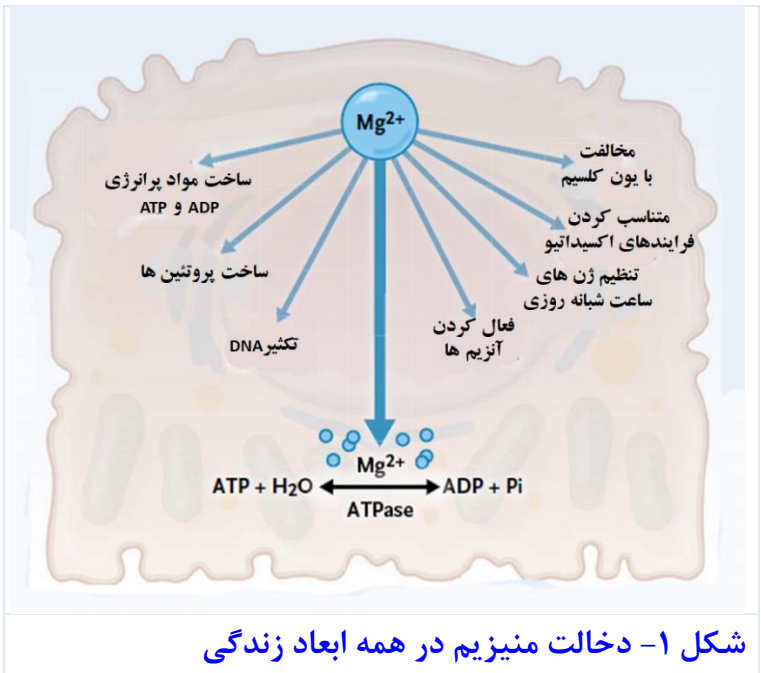 Mg2+
مخالفت
با یون کلسیم
متناسب کردن
فرایندهای اکسیداتیو
تنظیم ژن های
ساعت شبانه روزی
فعال کردن
آنزیم ها
ساخت مواد پرانرژی
ATP و ADP
ساخت پروتئین ها
تکثیرDNA
Mg2+
ATP + H2O ADP + Pi
ATPase
شکل ۱- دخالت منیزیم در همه ابعاد زندگی